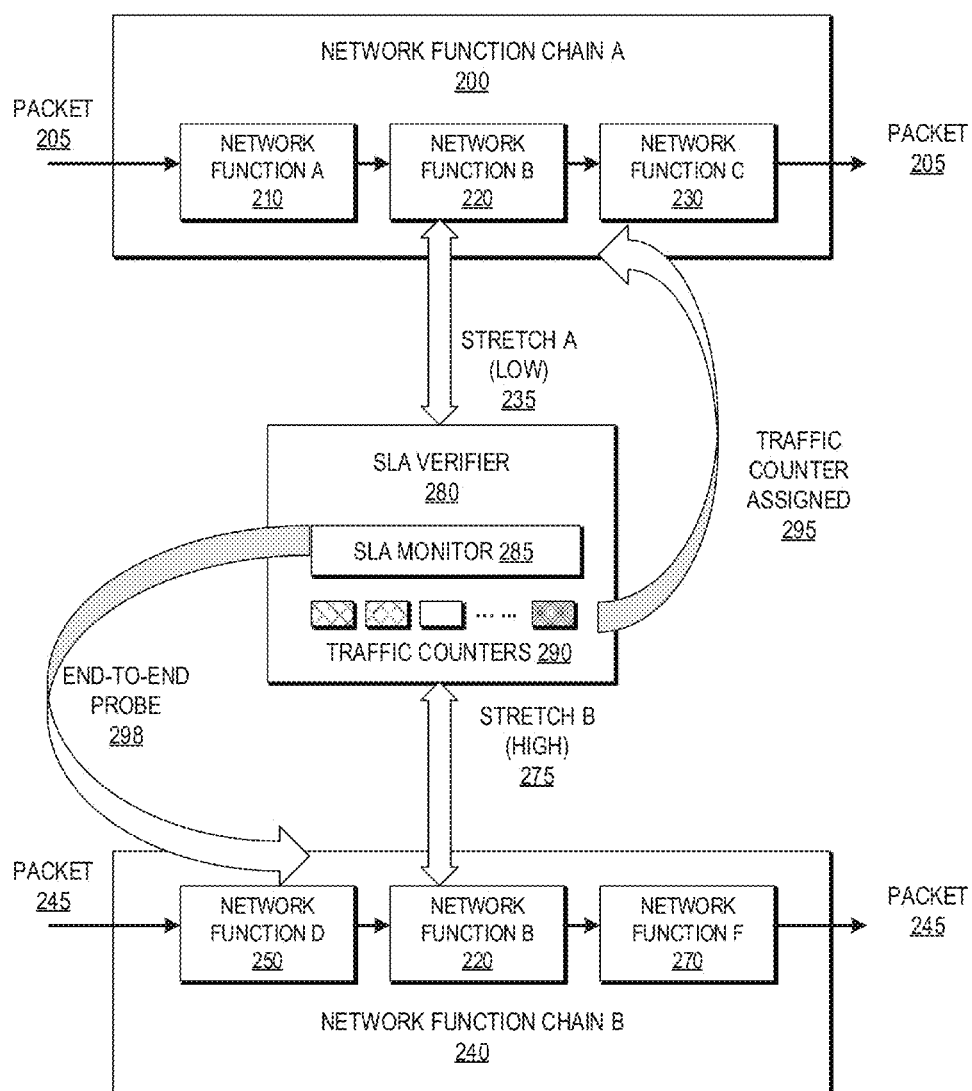 NETWORK FUNCTION CHAIN A
200
PACKET
205
NETWORK
FUNCTION A
210
NETWORK
FUNCTION B
220
NETWORK
FUNCTION C
230
PACKET
205
STRETCH A
(LOW)
235
SLA VERIFIER
280
SLA MONITOR 285
... ...
TRAFFIC COUNTERS 290
TRAFFIC
COUNTER
ASSIGNED
295
END-TO-END
PROBE
298
STRETCH B
(HIGH)
275
PACKET
245
NETWORK
FUNCTION D
250
NETWORK
FUNCTION B
220
NETWORK
FUNCTION F
270
PACKET
245
NETWORK FUNCTION CHAIN B
240